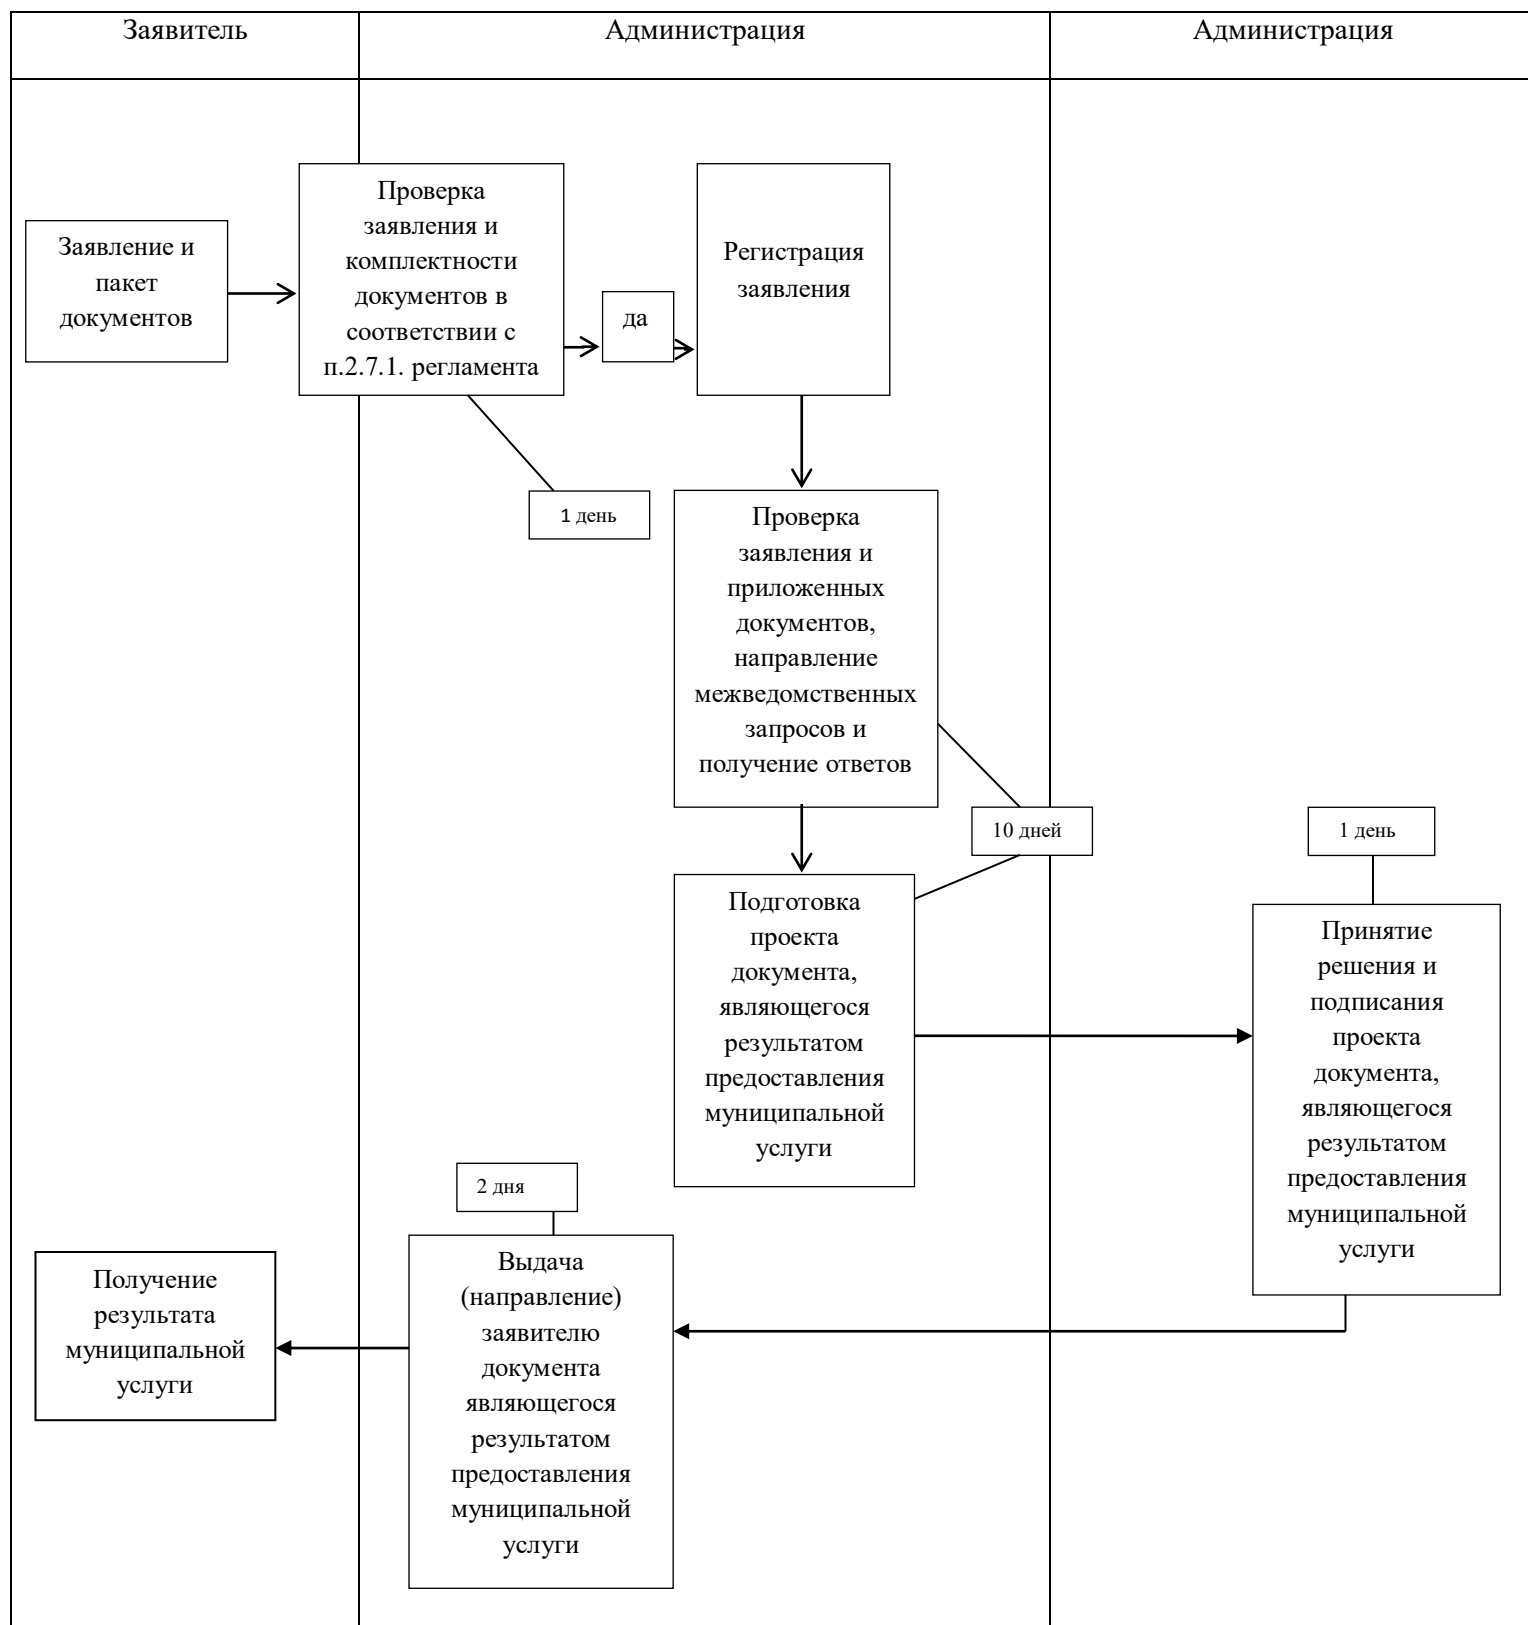 Заявитель
Администрация
Администрация
Заявление и
пакет
документов
Проверка
заявления и
комплектности
документов в
соответствии с
п.2.7.1. регламента
да
Регистрация
заявления
1 день
Проверка
заявления и
приложенных
документов,
направление
межведомственных
запросов и
получение ответов
10 дней
1 день
Подготовка
проекта
документа,
являющегося
результатом
предоставления
муниципальной
услуги
Принятие
решения и
подписания
проекта
документа,
являющегося
результатом
предоставления
муниципальной
услуги
2 дня
Выдача
(направление)
заявителю
документа
являющегося
результатом
предоставления
муниципальной
услуги
Получение
результата
муниципальной
услуги